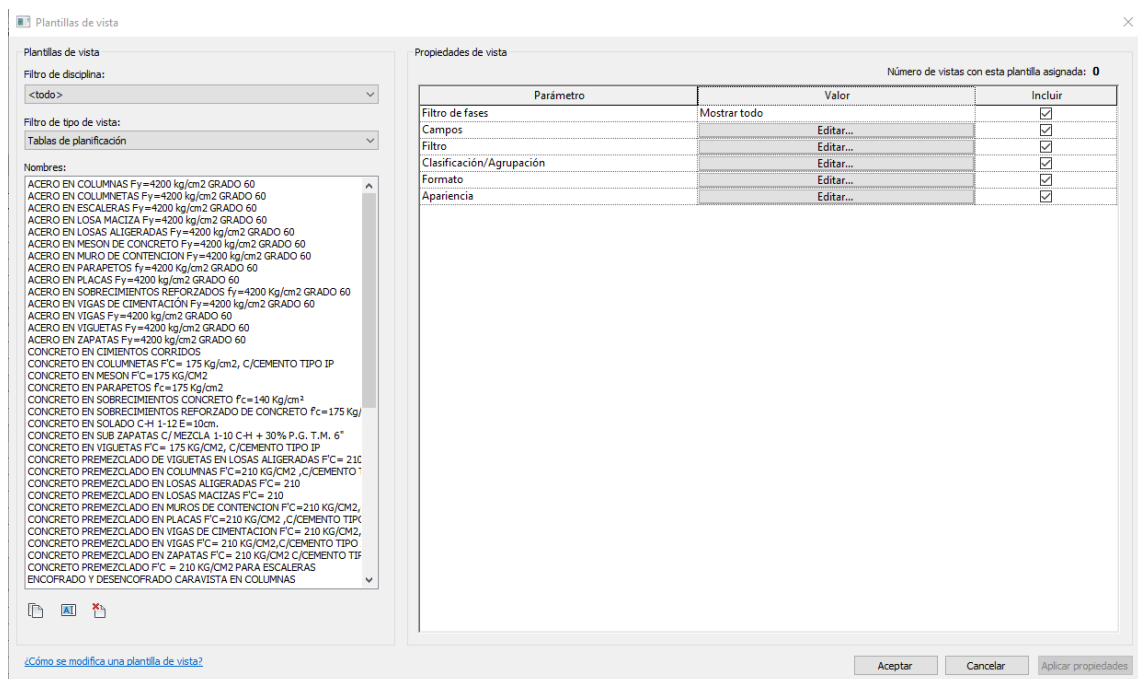 Plantillas de vista
Plantillas de vista
Filtro de disciplina:
<todo>
Filtro de tipo de vista:
Tablas de planificación
Nombres:
ACERO EN COLUMNAS Fy=4200 kg/cm2 GRADO 60
ACERO EN COLUMNETAS Fy=4200 kg/cm2 GRADO 60
ACERO EN ESCALERAS Fy=4200 kg/cm2 GRADO 60
ACERO EN LOSA MACIZA Fy=4200 kg/cm2 GRADO 60
ACERO EN LOSAS ALIGERADAS Fy=4200 kg/cm2 GRADO 60
ACERO EN MESON DE CONCRETO Fy=4200 kg/cm2 GRADO 60
ACERO EN MURO DE CONTENCION Fy=4200 kg/cm2 GRADO 60
ACERO EN PARAPETOS fy=4200 Kg/cm2 GRADO 60
ACERO EN PLACAS Fy=4200 kg/cm2 GRADO 60
ACERO EN SOBRECIMIENTOS REFORZADOS fy=4200 Kg/cm2 GRADO 60
ACERO EN VIGAS DE CIMENTACIÓN Fy=4200 kg/cm2 GRADO 60
ACERO EN VIGAS Fy=4200 kg/cm2 GRADO 60
ACERO EN VIGUETAS Fy=4200 kg/cm2 GRADO 60
ACERO EN ZAPATAS Fy=4200 kg/cm2 GRADO 60
CONCRETO EN CIMIENTOS CORRIDOS
CONCRETO EN COLUMNETAS F'C= 175 Kg/cm2, C/CEMENTO TIPO IP
CONCRETO EN MESON F'C=175 KG/CM2
CONCRETO EN PARAPETOS f'c=175 Kg/cm2
CONCRETO EN SOBRECIMIENTOS CONCRETO f'c=140 Kg/cm²
CONCRETO EN SOBRECIMIENTOS REFORZADO DE CONCRETO f'c=175 Kg/
CONCRETO EN SOLADO C-H 1-12 E=10cm.
CONCRETO EN SUB ZAPATAS C/ MEZCLA 1-10 C-H + 30% P.G. T.M. 6"
CONCRETO EN VIGUETAS F'C= 175 KG/CM2, C/CEMENTO TIPO IP
CONCRETO PREMEZCLADO DE VIGUETAS EN LOSAS ALIGERADAS F'C= 210
CONCRETO PREMEZCLADO EN COLUMNAS F'C=210 KG/CM2 ,C/CEMENTO T
CONCRETO PREMEZCLADO EN LOSAS ALIGERADAS F'C= 210
CONCRETO PREMEZCLADO EN LOSAS MACIZAS F'C= 210
CONCRETO PREMEZCLADO EN MUROS DE CONTENCION F'C=210 KG/CM2,
CONCRETO PREMEZCLADO EN PLACAS F'C=210 KG/CM2 ,C/CEMENTO TIPO
CONCRETO PREMEZCLADO EN VIGAS DE CIMENTACION F'C= 210 KG/CM2,
CONCRETO PREMEZCLADO EN VIGAS F'C= 210 KG/CM2,C/CEMENTO TIPO
CONCRETO PREMEZCLADO EN ZAPATAS F'C= 210 KG/CM2 C/CEMENTO TIP
CONCRETO PREMEZCLADO F'C = 210 KG/CM2 PARA ESCALERAS
ENCOFRADO Y DESENCOFRADO CARAVISTA EN COLUMNAS
¿Cómo se modifica una plantilla de vista?
Propiedades de vista
Número de vistas con esta plantilla asignada: 0
Parámetro Valor Incluir
Filtro de fases Mostrar todo
Campos Editar...
Filtro Editar...
Clasificación/Agrupación Editar...
Formato Editar...
Apariencia Editar...
Aceptar Cancelar Aplicar propiedades